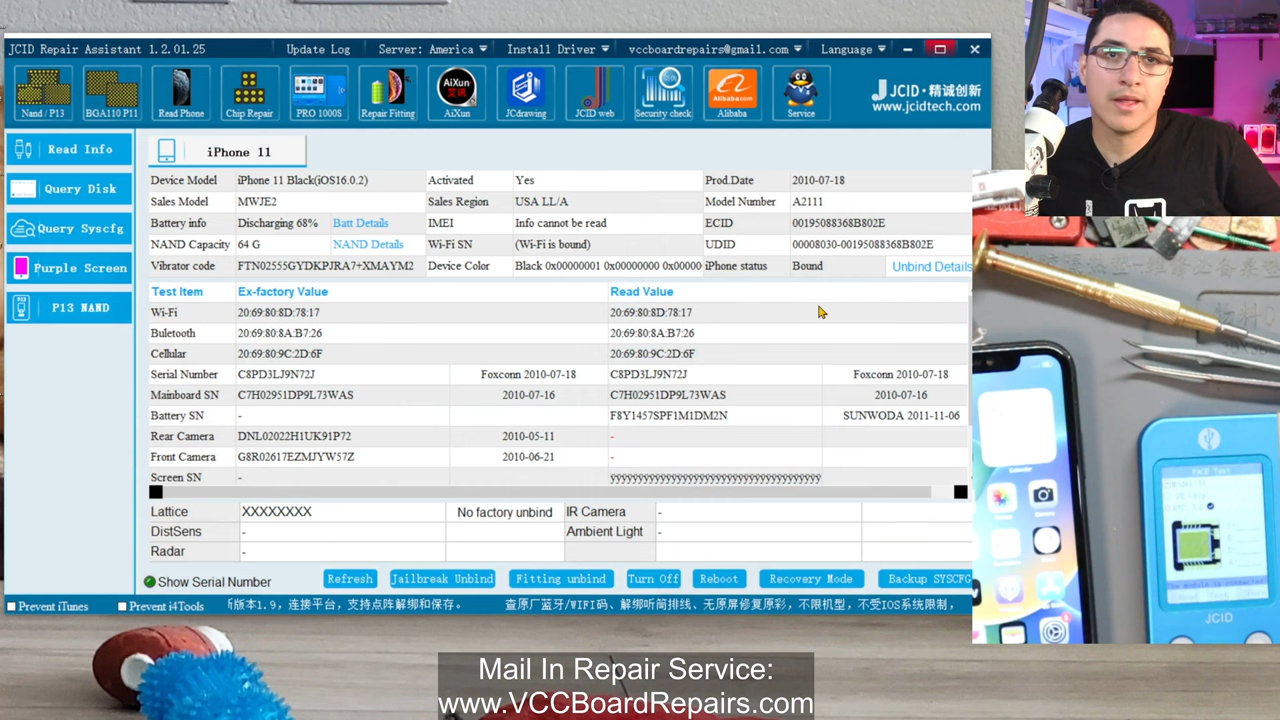 JCID Repair Assistant 1.2.01.25 Update Log Server: America Install Driver vccboardrepairs@gmail.com Language
Nand / P13 BGA110 P11 Read Phone Chip Repair PRO 1000S Repair Fitting AiXun JCdrawing JCID web Security check Alibaba Service
AiXun
Alibaba.com
JCID·精诚创新
www.jcidtech.com
Read Info
Query Disk
Query Syscfg
Purple Screen
P13 NAND
iPhone 11
Device Model iPhone 11 Black(iOS16.0.2) Activated Yes Prod.Date 2010-07-18
Sales Model MWJE2 Sales Region USA LL/A Model Number A2111
Battery info Discharging 68% Batt Details IMEI Info cannot be read ECID 00195088368B802E
NAND Capacity 64 G NAND Details Wi-Fi SN (Wi-Fi is bound) UDID 00008030-00195088368B802E
Vibrator code FTN02555GYDKPJRA7+XMAYM2 Device Color Black 0x00000001 0x00000000 0x0000 iPhone status Bound Unbind Details
Test Item Ex-factory Value Read Value
Wi-Fi 20:69:80:8D:78:17 20:69:80:8D:78:17
Buletooth 20:69:80:8A:B7:26 20:69:80:8A:B7:26
Cellular 20:69:80:9C:2D:6F 20:69:80:9C:2D:6F
Serial Number C8PD3LJ9N72J Foxconn 2010-07-18 C8PD3LJ9N72J Foxconn 2010-07-18
Mainboard SN C7H02951DP9L73WAS 2010-07-16 C7H02951DP9L73WAS 2010-07-16
Battery SN - F8Y1457SPF1M1DM2N SUNWODA 2011-11-06
Rear Camera DNL02022H1UK91P72 2010-05-11 -
Front Camera G8R02617EZMJYW57Z 2010-06-21 -
Screen SN - ÿÿÿÿÿÿÿÿÿÿÿÿÿÿÿÿÿÿÿÿÿÿÿÿÿÿÿÿÿÿÿÿÿÿÿÿÿÿ
Lattice XXXXXXXX No factory unbind IR Camera -
DistSens - Ambient Light -
Radar -
Show Serial Number Refresh Jailbreak Unbind Fitting unbind Turn Off Reboot Recovery Mode Backup SYSCFG
Prevent iTunes Prevent i4Tools 版本1.9，连接平台，支持点阵解绑和保存。 查原厂蓝牙/WIFI码、解绑听筒排线、无原屏修复原彩，不限机型，不受IOS系统限制，
JCID
Mail In Repair Service:
www.VCCBoardRepairs.com